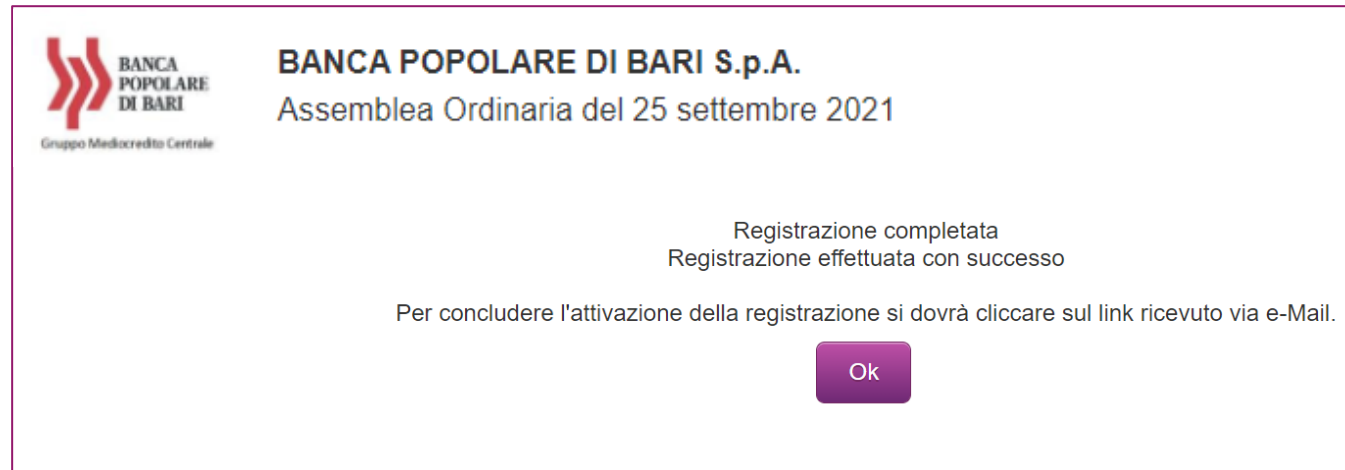 BANCA
POPOLARE
DI BARI
Gruppo Mediocredito Centrale
BANCA POPOLARE DI BARI S.p.A.
Assemblea Ordinaria del 25 settembre 2021
Registrazione completata
Registrazione effettuata con successo
Per concludere l'attivazione della registrazione si dovrà cliccare sul link ricevuto via e-Mail.
Ok